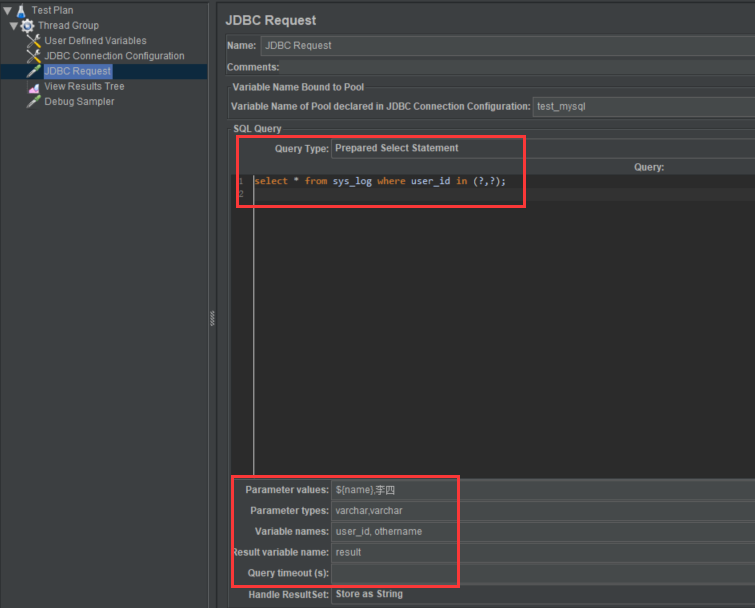 Test Plan
Thread Group
User Defined Variables
JDBC Connection Configuration
JDBC Request
View Results Tree
Debug Sampler
JDBC Request
Name: JDBC Request
Comments:
Variable Name Bound to Pool
Variable Name of Pool declared in JDBC Connection Configuration: test_mysql
SQL Query
Query Type: Prepared Select Statement
Query:
1 select * from sys_log where user_id in (?,?);
2
Parameter values: ${name},李四
Parameter types: varchar,varchar
Variable names: user_id, othername
Result variable name: result
Query timeout (s):
Handle ResultSet: Store as String